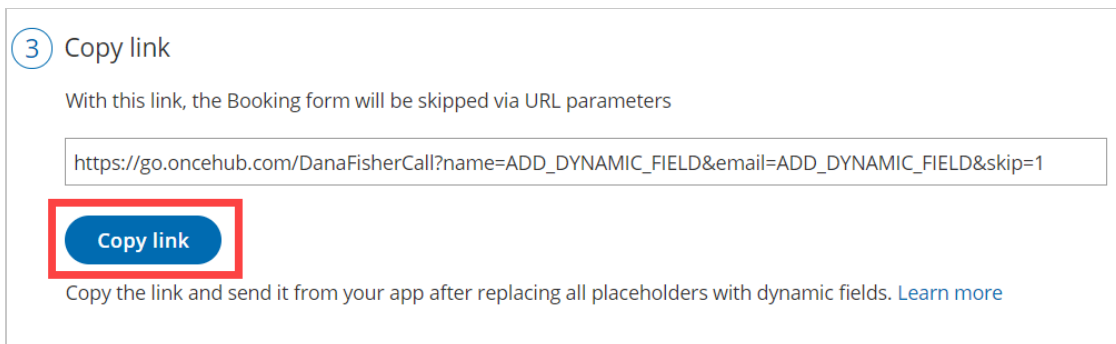 3 Copy link
With this link, the Booking form will be skipped via URL parameters
https://go.oncehub.com/DanaFisherCall?name=ADD_DYNAMIC_FIELD&email=ADD_DYNAMIC_FIELD&skip=1
Copy link
Copy the link and send it from your app after replacing all placeholders with dynamic fields. Learn more